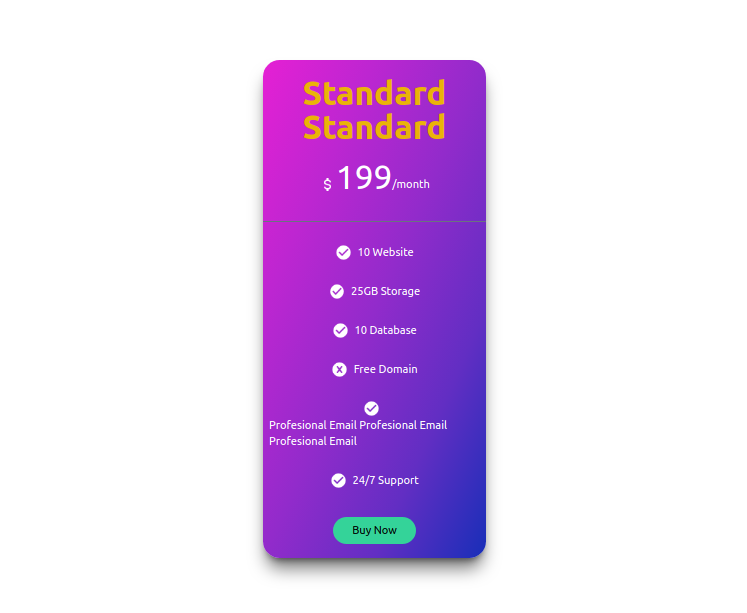 Standard
Standard
$ 199/month
10 Website
25GB Storage
10 Database
Free Domain
Profesional Email Profesional Email
Profesional Email
24/7 Support
Buy Now